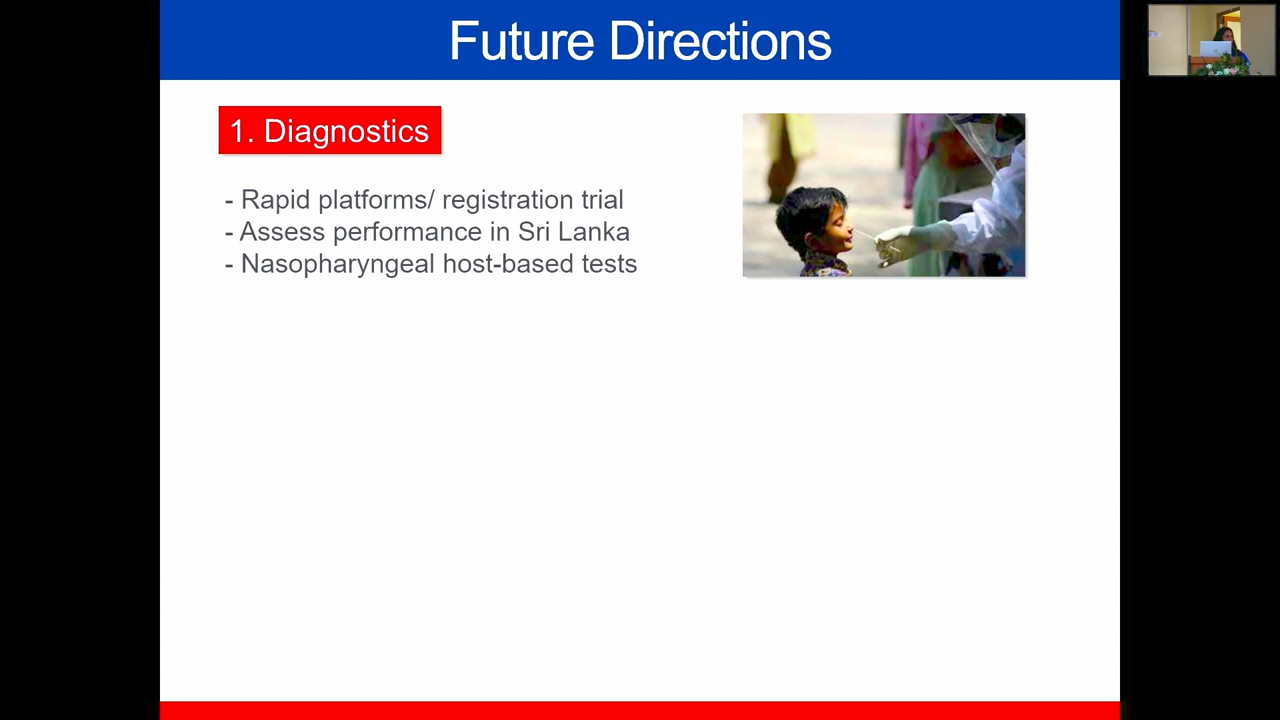 Future Directions
1. Diagnostics
- Rapid platforms/ registration trial
- Assess performance in Sri Lanka
- Nasopharyngeal host-based tests